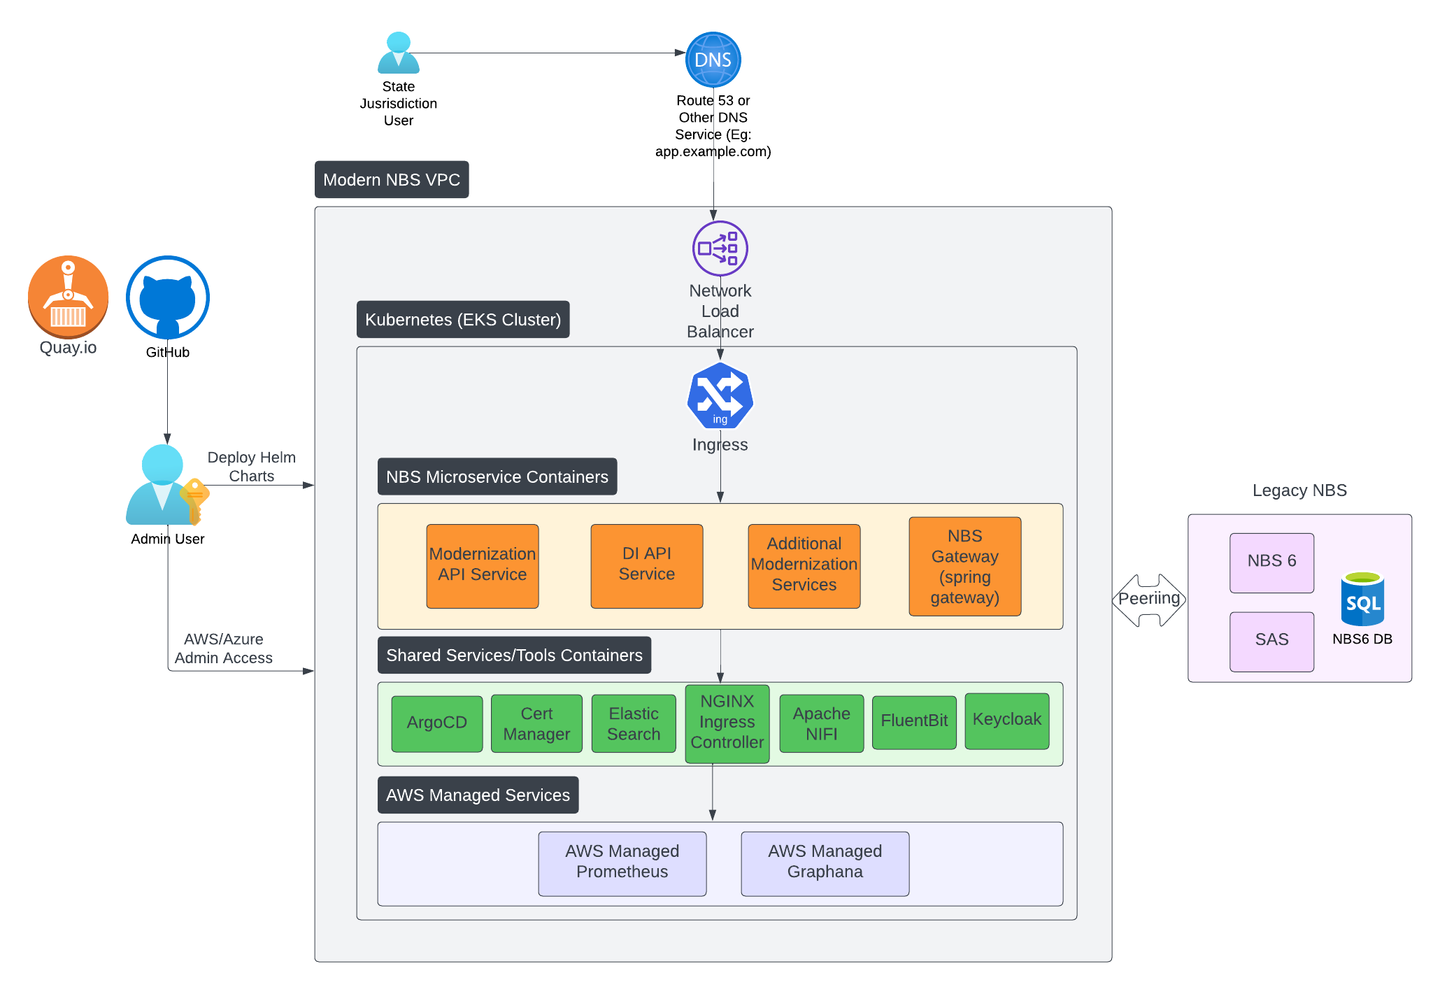 State
Jusrisdiction
User
DNS
Route 53 or
Other DNS
Service (Eg:
app.example.com)
Modern NBS VPC
Network
Load
Balancer
Quay.io
GitHub
Kubernetes (EKS Cluster)
ing
Ingress
Deploy Helm
Charts
Admin User
AWS/Azure
Admin Access
NBS Microservice Containers
Modernization
API Service
DI API
Service
Additional
Modernization
Services
NBS
Gateway
(spring
gateway)
Shared Services/Tools Containers
ArgoCD
Cert
Manager
Elastic
Search
NGINX
Ingress
Controller
Apache
NIFI
FluentBit
Keycloak
AWS Managed Services
AWS Managed
Prometheus
AWS Managed
Graphana
Peeriing
Legacy NBS
NBS 6
SAS
SQL
NBS6 DB